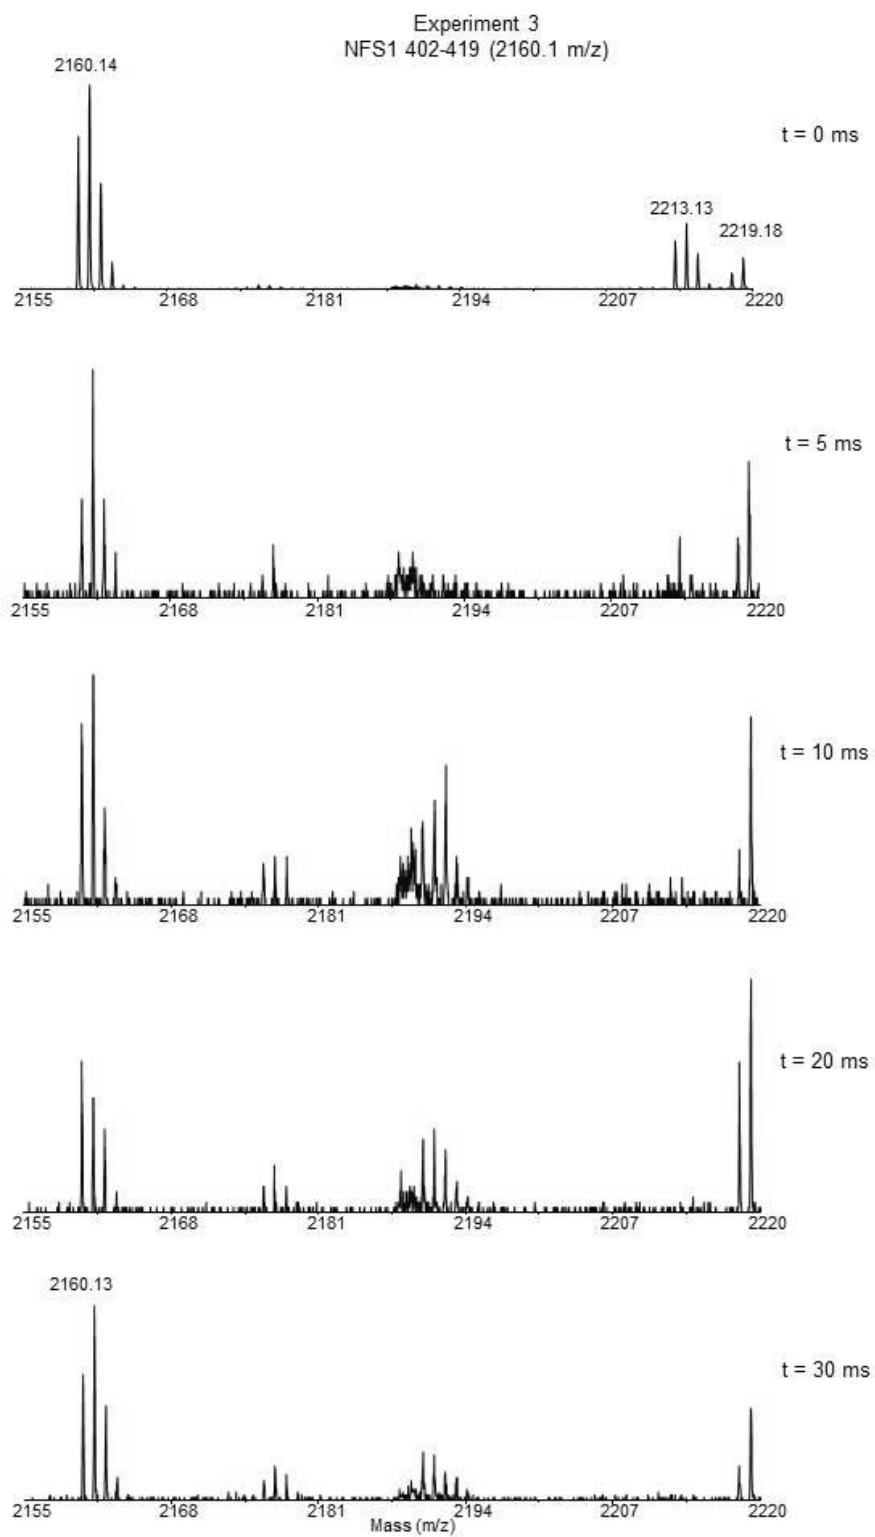 Experiment 3
NFS1 402-419 (2160.1 m/z)
2160.14
t = 0 ms
2213.13
2219.18
2155 2168 2181 2194 2207 2220
t = 5 ms
2155 2168 2181 2194 2207 2220
t = 10 ms
2155 2168 2181 2194 2207 2220
t = 20 ms
2155 2168 2181 2194 2207 2220
2160.13
t = 30 ms
2155 2168 2181 2194 2207 2220
Mass (m/z)